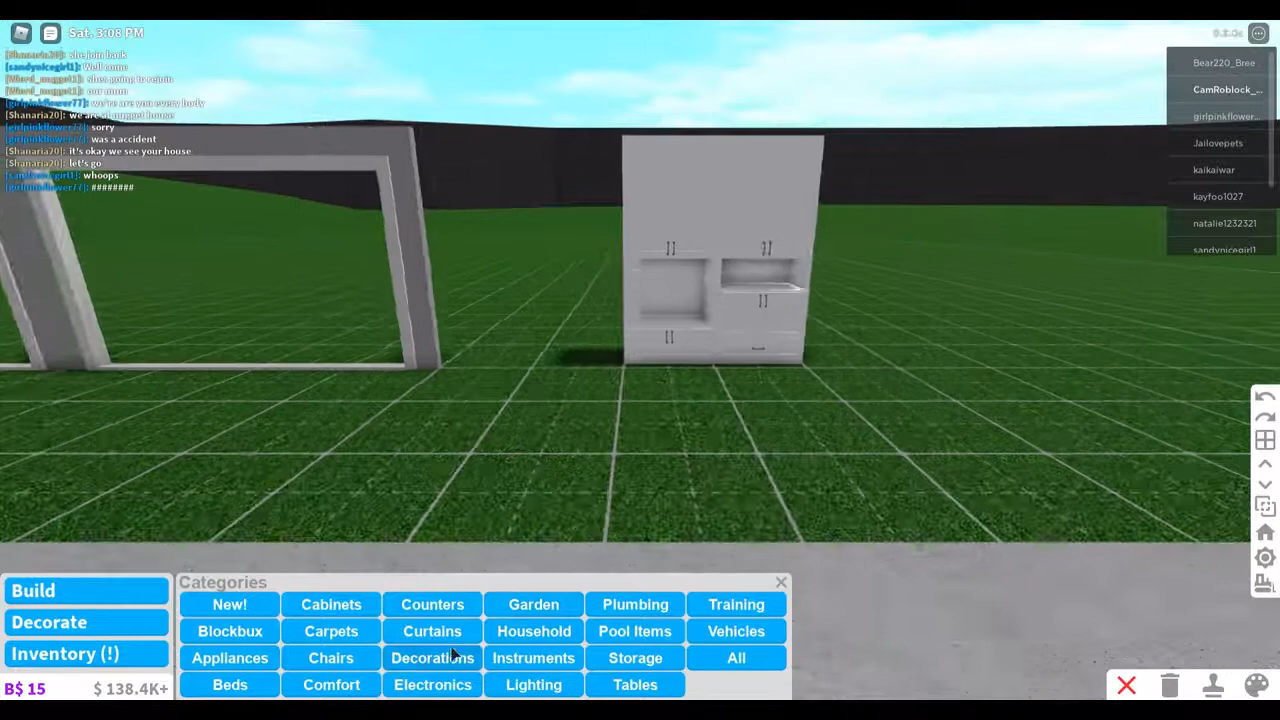 Sat. 3:08 PM
[Shanaria20]: she join back
[sandynicegirl1]: Well come
shes going to rejoin
our mum
[girlpinkflower77]: we're are you every body
[Shanaria20]: we are at nugget house
[girlpinkflower77]: sorry
[girlpinkflower77]: was a accident
[Shanaria20]: it's okay we see your house
[Shanaria20]: let's go
[sandynicegirl1]: whoops
[girlpinkflower77]: ########
Bear220_Bree
CamRoblock_...
girlpinkflower...
Jailovepets
kaikaiwar
kayfoo1027
natalie1232321
sandynicegirl1
Build
Decorate
Inventory (!)
B$ 15
$ 138.4K+
Categories
New! Cabinets Counters Garden Plumbing Training
Blockbux Carpets Curtains Household Pool Items Vehicles
Appliances Chairs Decorations Instruments Storage All
Beds Comfort Electronics Lighting Tables